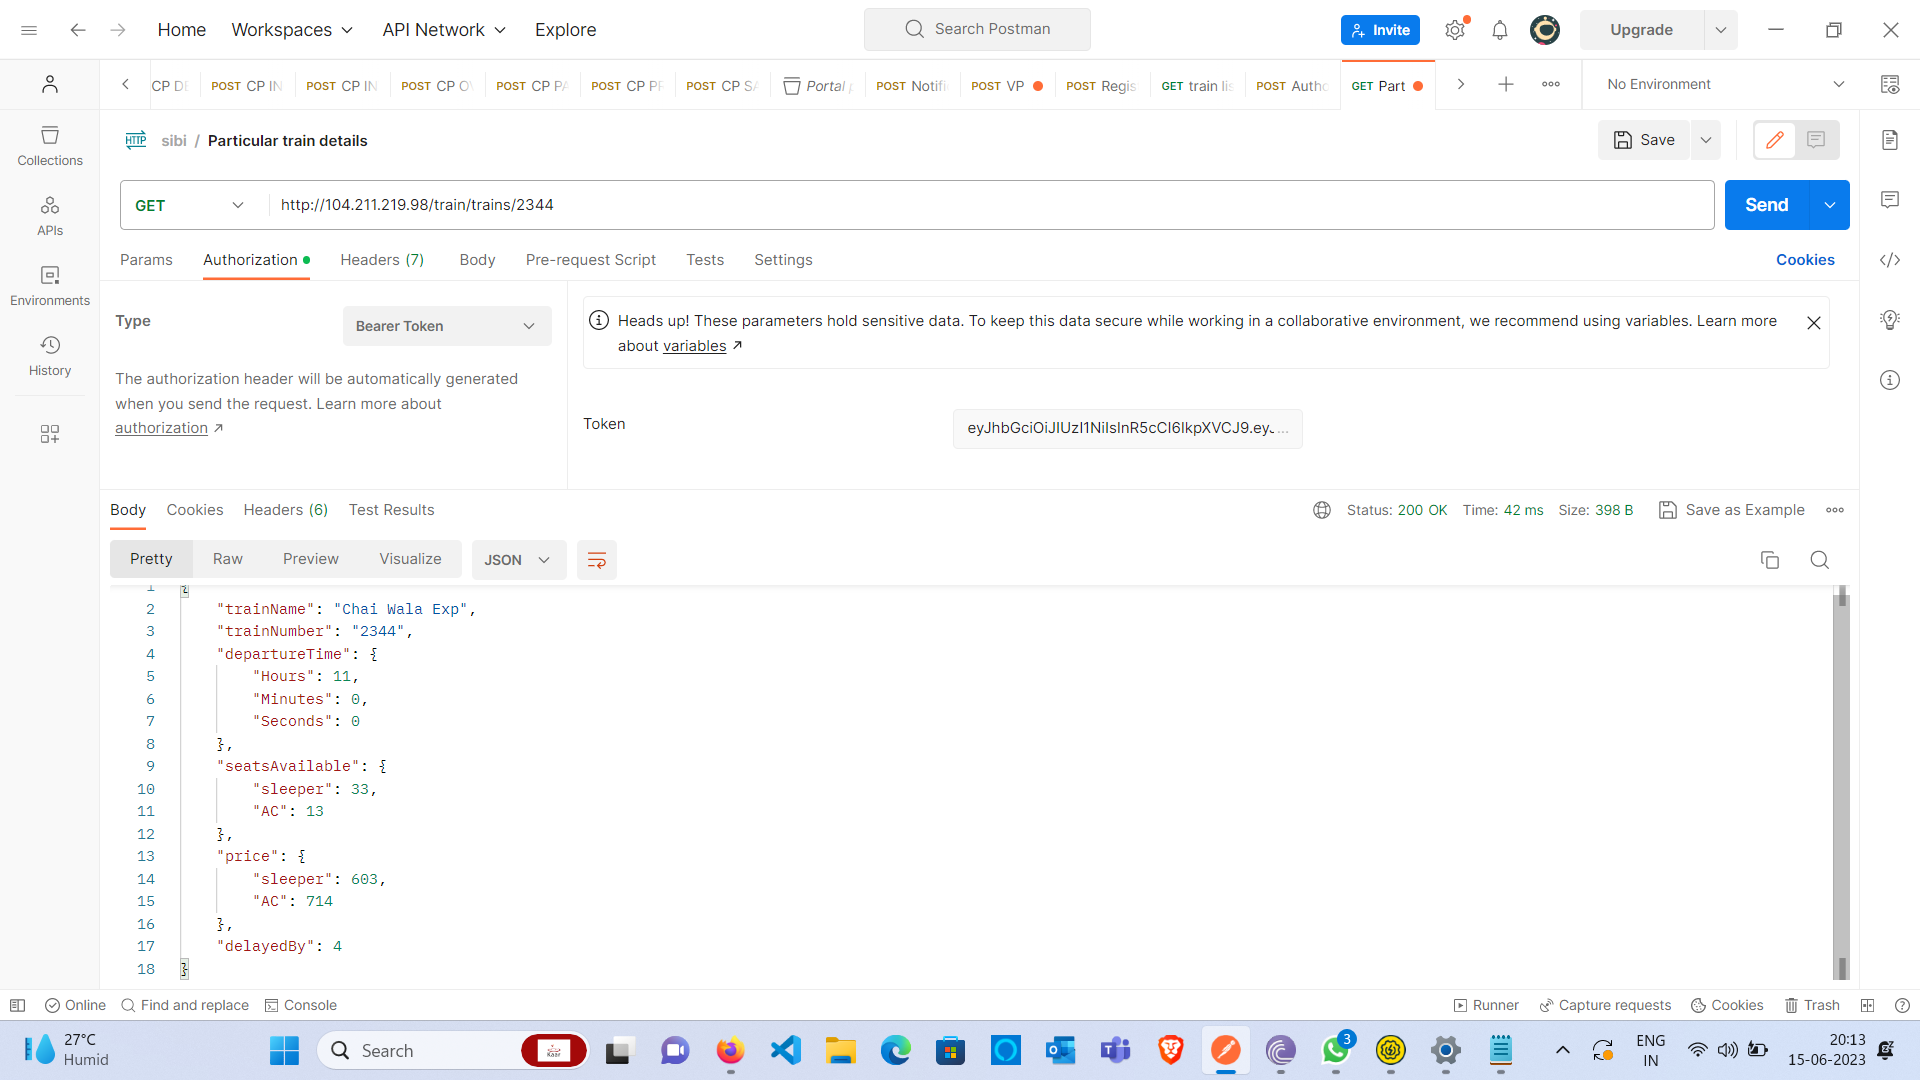 Home Workspaces API Network Explore Search Postman Invite Upgrade
CP DE POST CP IN POST CP IN POST CP OV POST CP PA POST CP PF POST CP SA Portal POST Notifi POST VP POST Regis GET train lis POST Autho GET Part No Environment
HTTP sibi / Particular train details Save
Collections
GET http://104.211.219.98/train/trains/2344 Send
APIs
Params Authorization Headers (7) Body Pre-request Script Tests Settings Cookies
Environments
Type Bearer Token
Heads up! These parameters hold sensitive data. To keep this data secure while working in a collaborative environment, we recommend using variables. Learn more
about variables ↗
History
The authorization header will be automatically generated
when you send the request. Learn more about
authorization ↗
Token eyJhbGciOiJIUzI1NiIsInR5cCI6IkpXVCJ9.eyJ...
Body Cookies Headers (6) Test Results Status: 200 OK Time: 42 ms Size: 398 B Save as Example
Pretty Raw Preview Visualize JSON
1 {
2 "trainName": "Chai Wala Exp",
3 "trainNumber": "2344",
4 "departureTime": {
5 "Hours": 11,
6 "Minutes": 0,
7 "Seconds": 0
8 },
9 "seatsAvailable": {
10 "sleeper": 33,
11 "AC": 13
12 },
13 "price": {
14 "sleeper": 603,
15 "AC": 714
16 },
17 "delayedBy": 4
18 }
Online Find and replace Console Runner Capture requests Cookies Trash
27°C
Humid
Search
3
ENG
IN
20:13
15-06-2023